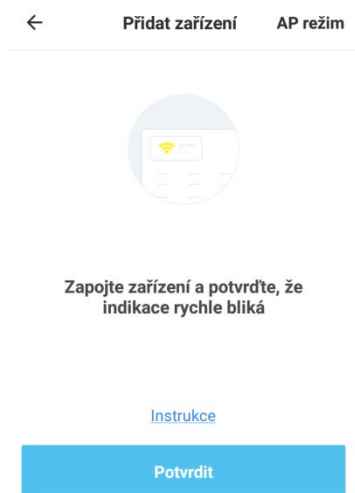 Přidat zařízení
AP režim
Zapojte zařízení a potvrďte, že
indikace rychle bliká
Instrukce
Potvrdit